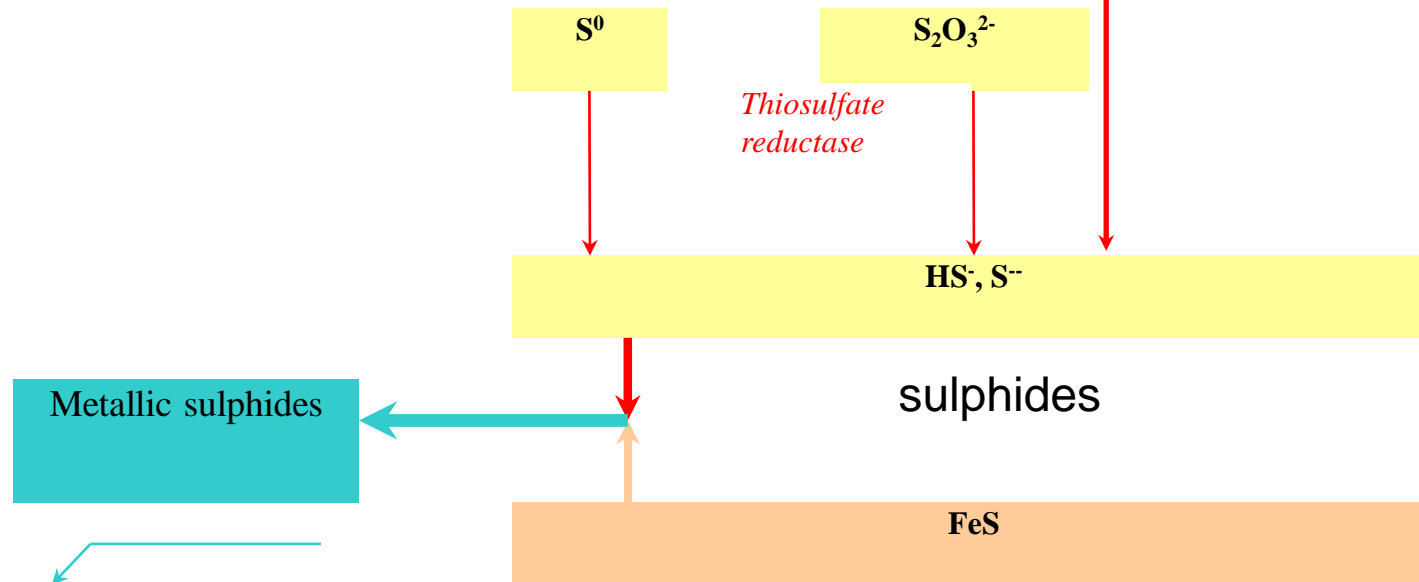 S⁰
S₂O₃²⁻
Thiosulfate
reductase
HS⁻, S⁻⁻
Metallic sulphides
sulphides
FeS